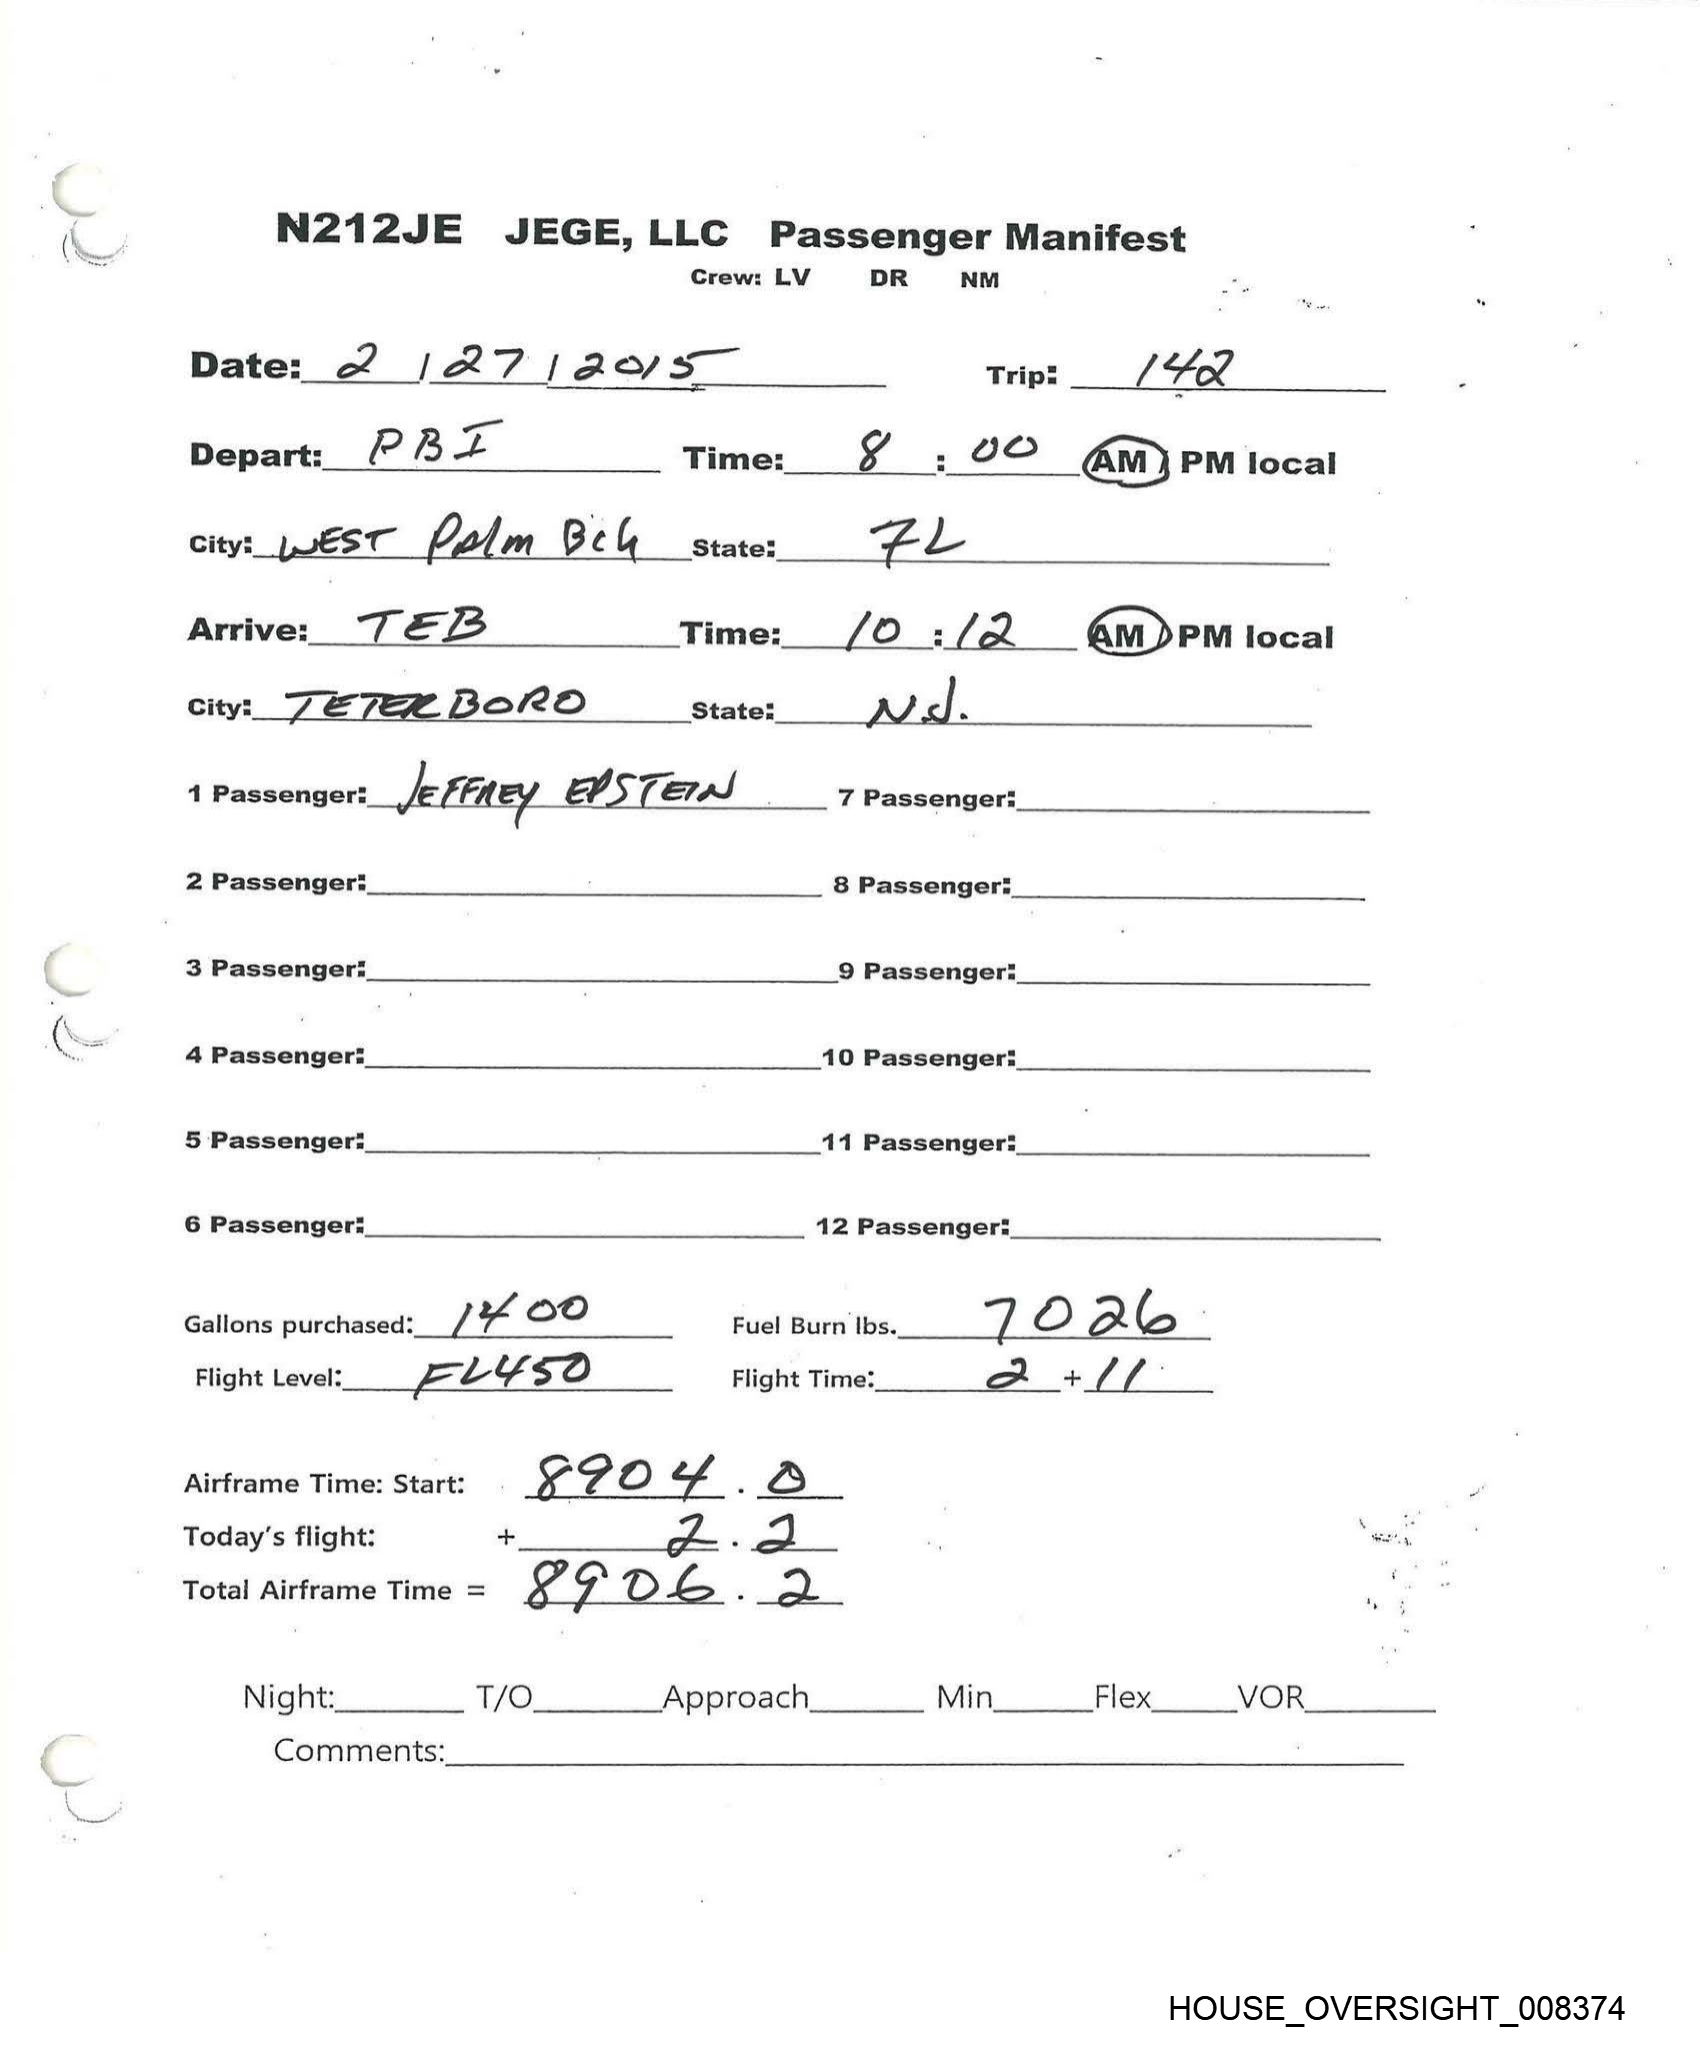 N212JE JEGE, LLC Passenger Manifest
Crew: LV DR NM
Date: 2 / 27 / 2015 Trip: 142
Depart: PBI Time: 8 : 00 AM PM local
City: WEST Palm Bch State: FL
Arrive: TEB Time: 10 : 12 AM PM local
City: TETERBORO State: N.J.
1 Passenger: JEFFREY EPSTEIN 7 Passenger:
2 Passenger: 8 Passenger:
3 Passenger: 9 Passenger:
4 Passenger: 10 Passenger:
5 Passenger: 11 Passenger:
6 Passenger: 12 Passenger:
Gallons purchased: 1400 Fuel Burn lbs. 7026
Flight Level: FL450 Flight Time: 2 + 11
Airframe Time: Start: 8904 . 0
Today's flight: + 2 . 2
Total Airframe Time = 8906 . 2
Night: T/O Approach Min Flex VOR
Comments:
HOUSE_OVERSIGHT_008374